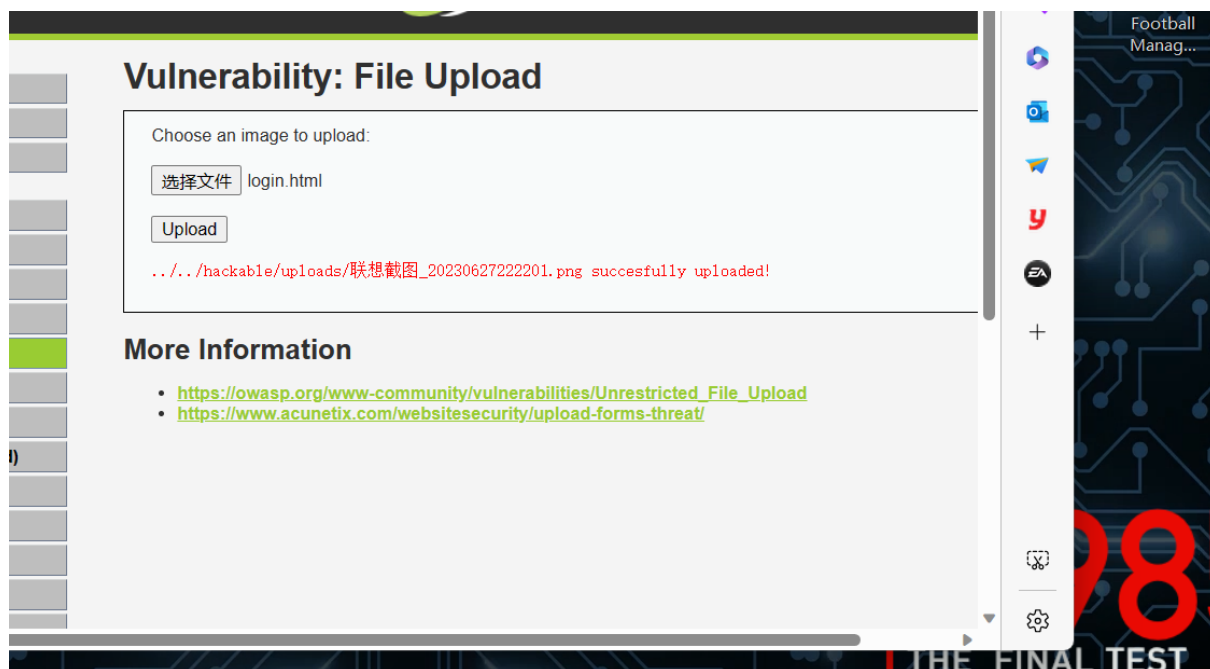 Football
Manag...
Vulnerability: File Upload
Choose an image to upload:
选择文件 login.html
Upload
../../hackable/uploads/联想截图_20230627222201.png succesfully uploaded!
More Information
https://owasp.org/www-community/vulnerabilities/Unrestricted_File_Upload
https://www.acunetix.com/websitesecurity/upload-forms-threat/
d)
98
THE FINAL TEST